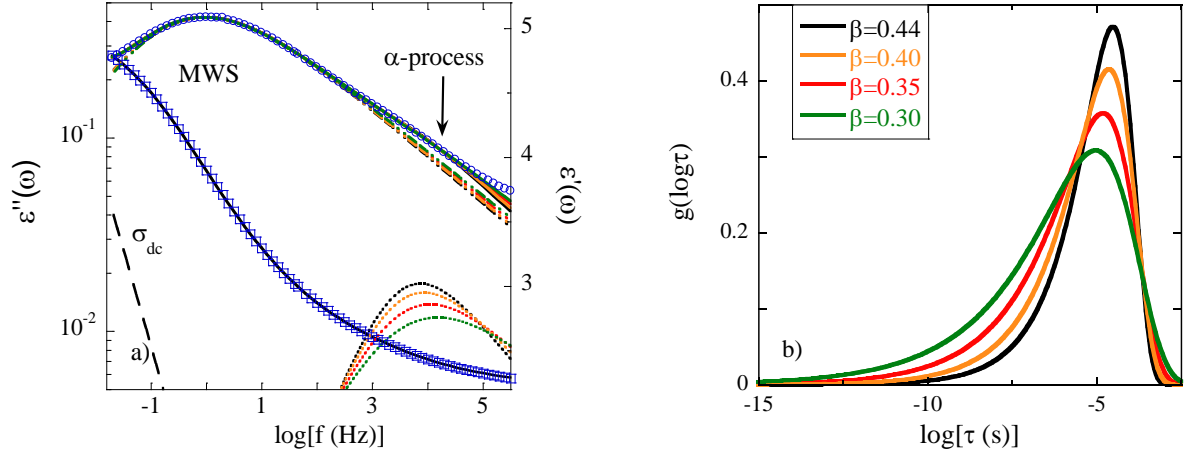 MWS
α-process
ε''(ω)
ε'(ω)
σdc
a)
10⁻¹
10⁻²
5
4
3
-1
1
3
5
log[f (Hz)]
β=0.44
β=0.40
β=0.35
β=0.30
g(logτ)
0.4
0.2
0
b)
-15
-10
-5
log[τ (s)]